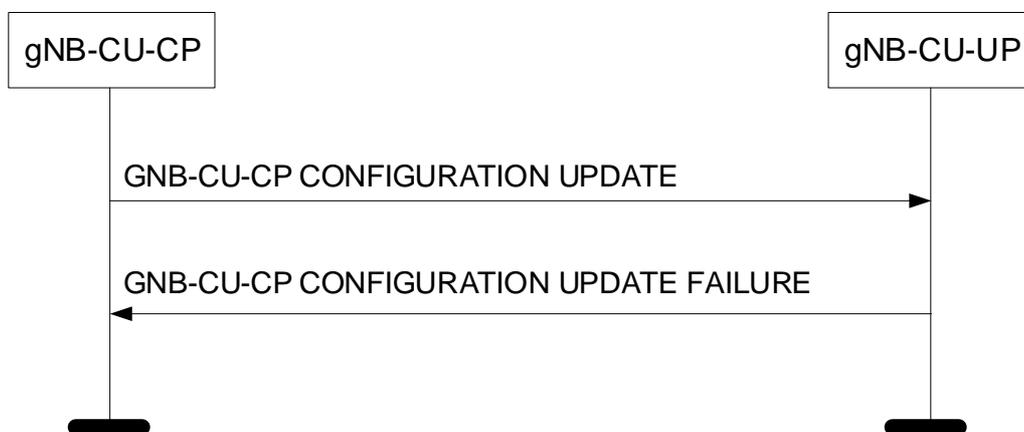 gNB-CU-CP
gNB-CU-UP
GNB-CU-CP CONFIGURATION UPDATE
GNB-CU-CP CONFIGURATION UPDATE FAILURE